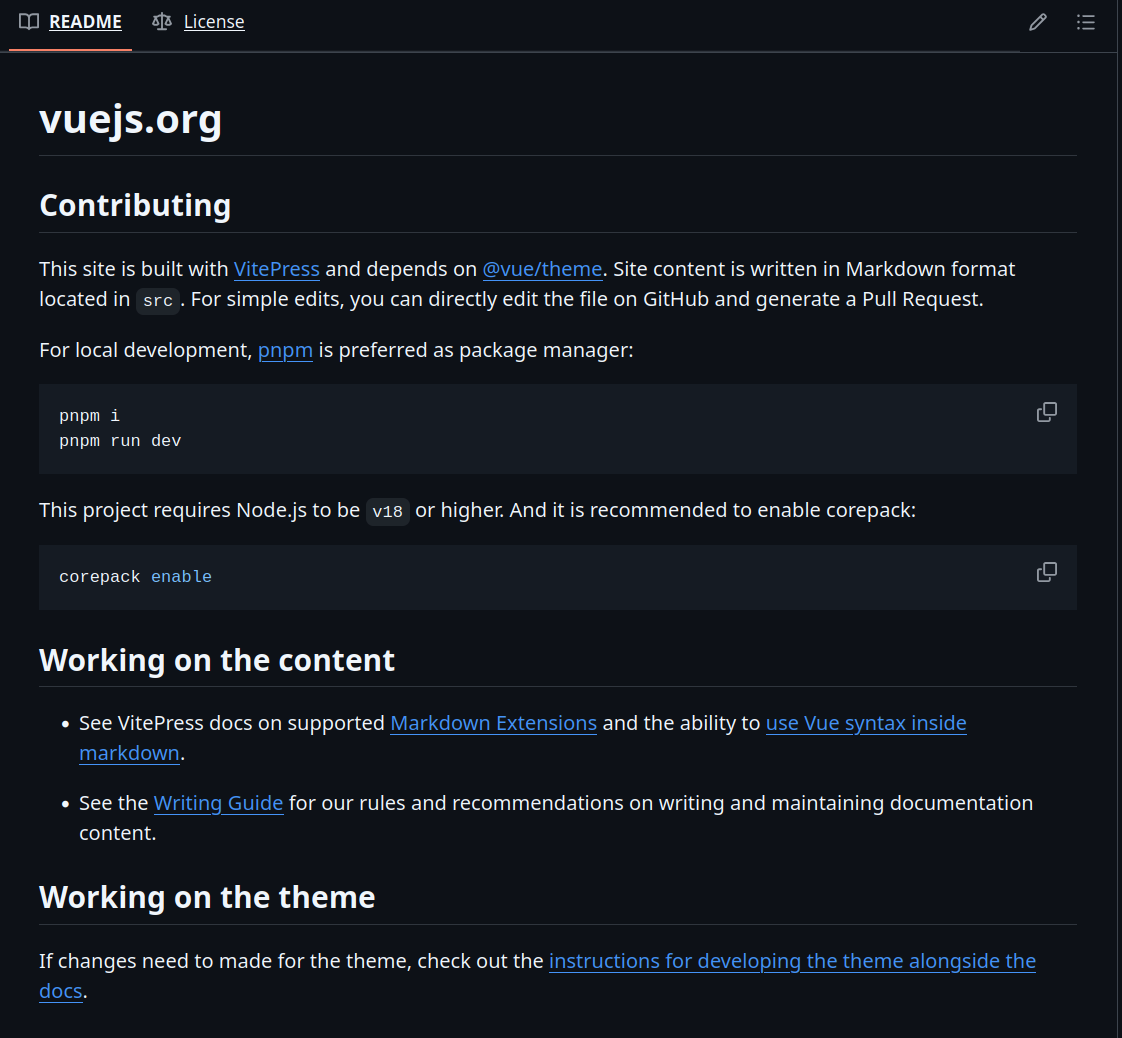 README
License
vuejs.org
Contributing
This site is built with VitePress and depends on @vue/theme. Site content is written in Markdown format
located in src. For simple edits, you can directly edit the file on GitHub and generate a Pull Request.
For local development, pnpm is preferred as package manager:
pnpm i
pnpm run dev
This project requires Node.js to be v18 or higher. And it is recommended to enable corepack:
corepack enable
Working on the content
See VitePress docs on supported Markdown Extensions and the ability to use Vue syntax inside
markdown.
See the Writing Guide for our rules and recommendations on writing and maintaining documentation
content.
Working on the theme
If changes need to made for the theme, check out the instructions for developing the theme alongside the
docs.